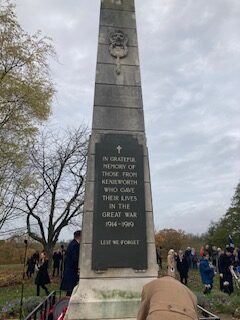 IN GRATEFUL
MEMORY OF
THOSE FROM
KENILWORTH
WHO GAVE
THEIR LIVES
IN THE
GREAT WAR
1914-1919
LEST WE FORGET